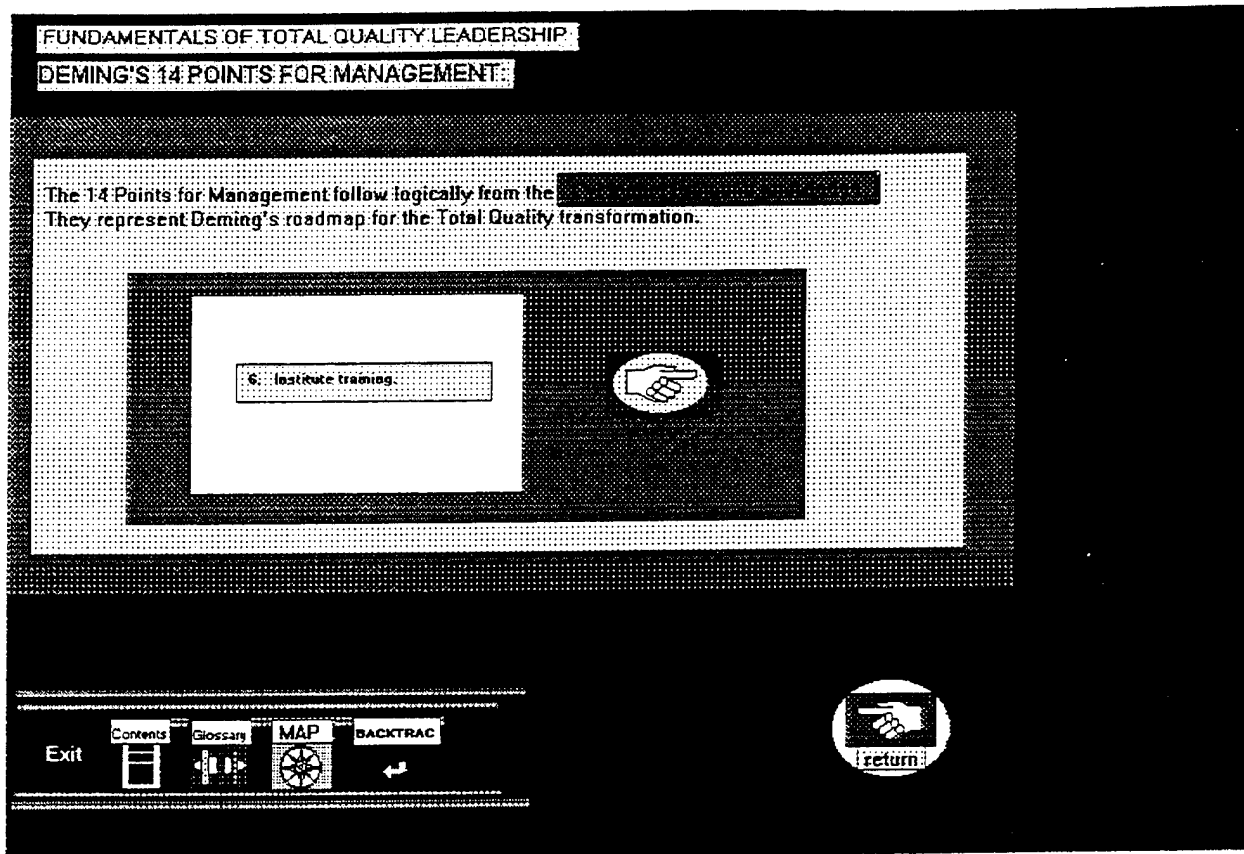 FUNDAMENTALS OF TOTAL QUALITY LEADERSHIP
DEMING'S 14 POINTS FOR MANAGEMENT
The 14 Points for Management follow logically from the
They represent Deming's roadmap for the Total Quality transformation.
6. Institute training.
Exit
Contents
Glossary
MAP
BACKTRAC
return